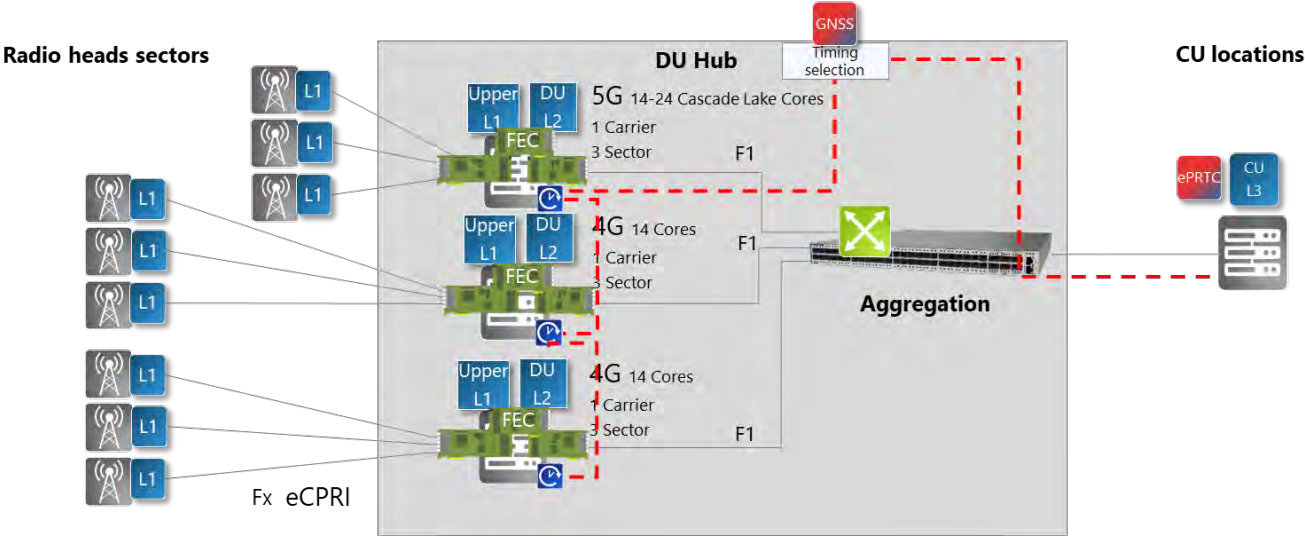 Radio heads sectors
DU Hub
GNSS
Timing
selection
CU locations
L1
L1
L1
Upper
L1
DU
L2
FEC
5G 14-24 Cascade Lake Cores
1 Carrier
3 Sector
F1
ePRTC
CU
L3
L1
L1
L1
Upper
L1
DU
L2
FEC
4G 14 Cores
1 Carrier
3 Sector
F1
Aggregation
L1
L1
L1
Upper
L1
DU
L2
FEC
4G 14 Cores
1 Carrier
3 Sector
F1
Fx eCPRI